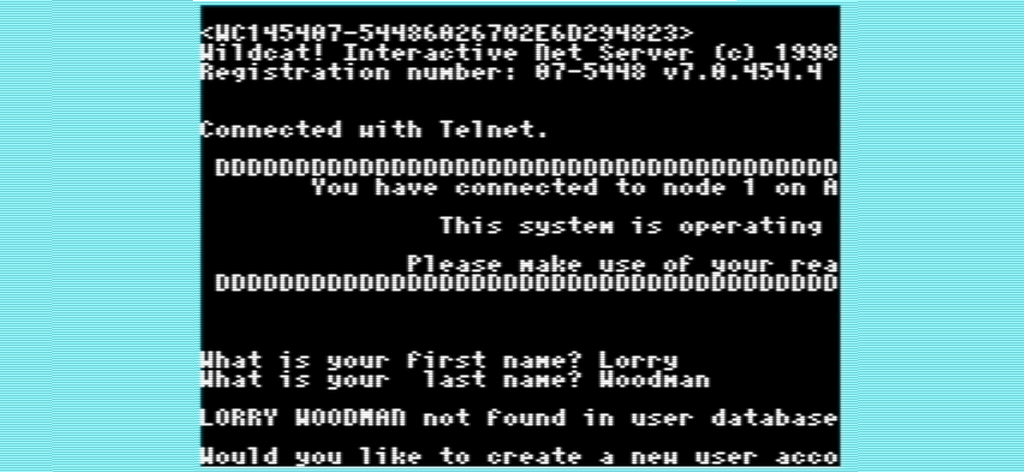 <WC145407-54486026702E6D294823>
Wildcat! Interactive Net Server (c) 1998
Registration number: 07-5448 v7.0.454.4
Connected with Telnet.
DDDDDDDDDDDDDDDDDDDDDDDDDDDDDDDDDDDDDDD
You have connected to node 1 on A
This system is operating
Please make use of your rea
DDDDDDDDDDDDDDDDDDDDDDDDDDDDDDDDDDDDDDD
What is your first name? Lorry
What is your  last name? Woodman
LORRY WOODMAN not found in user database
Would you like to create a new user acco